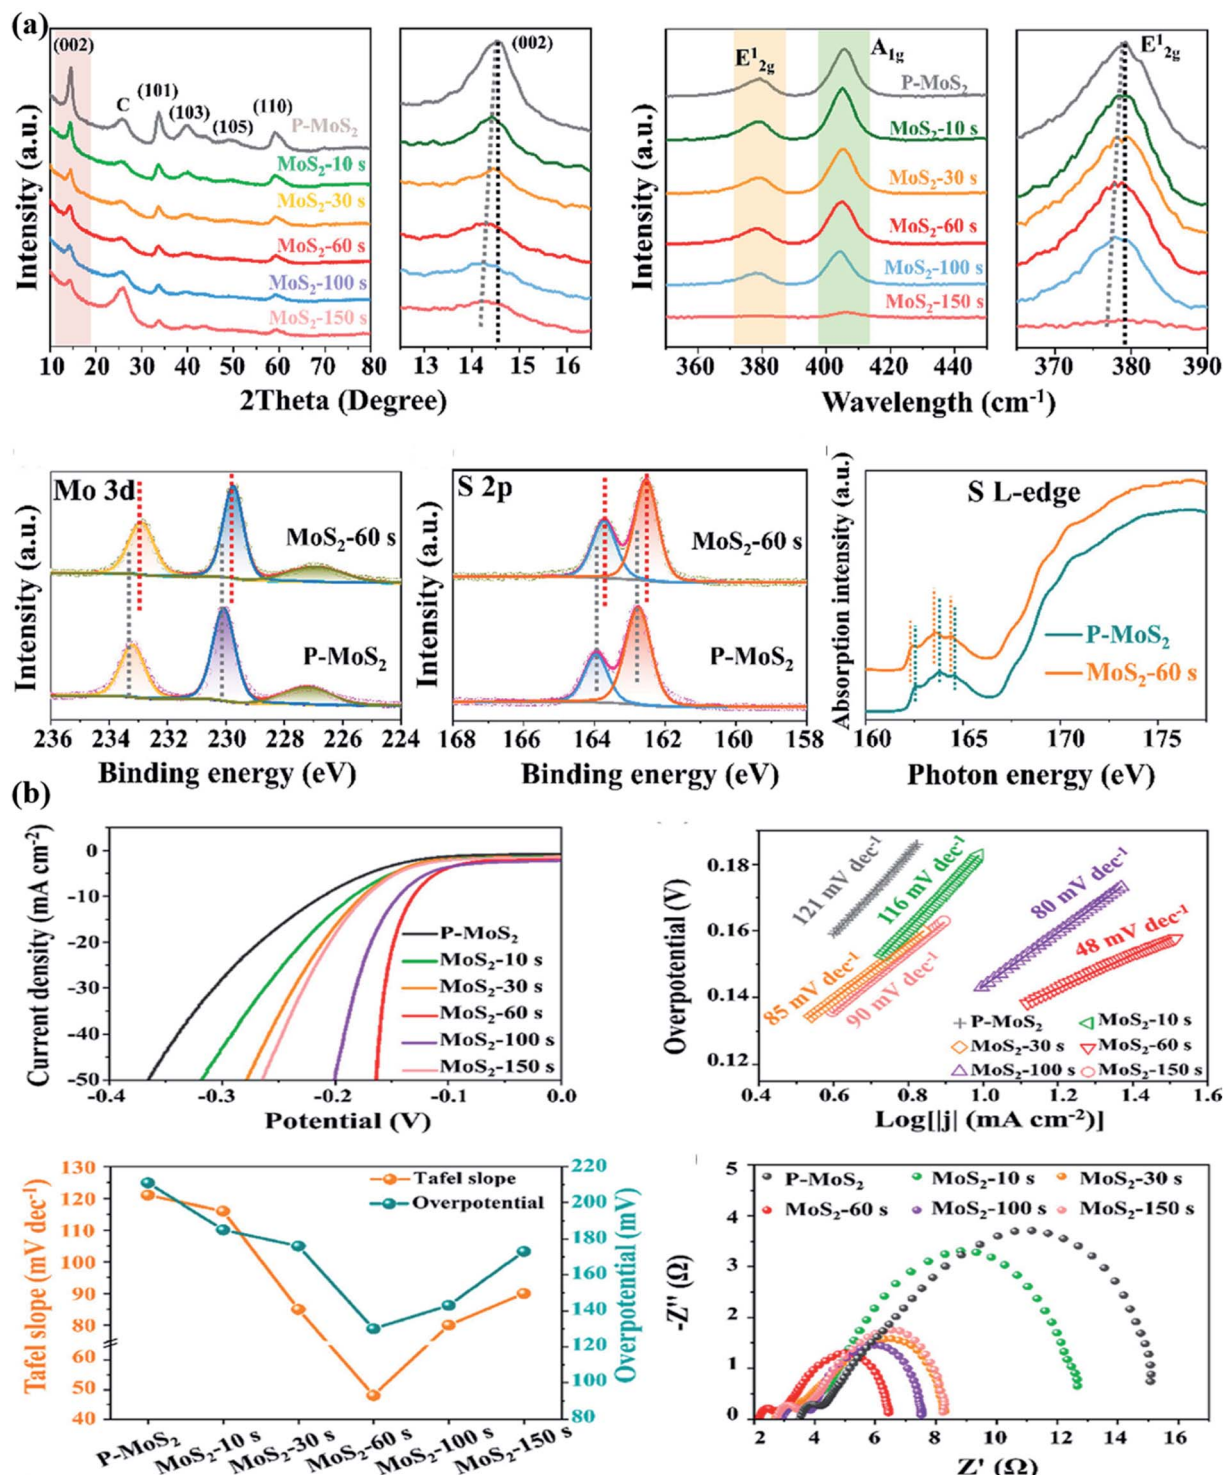 (a)
(002)
C
(101)
(103)
(105)
(110)
P-MoS2
MoS2-10 s
MoS2-30 s
MoS2-60 s
MoS2-100 s
MoS2-150 s
10 20 30 40 50 60 70 80
(002)
13 14 15 16
2Theta (Degree)
Intensity (a.u.)
E¹2g
A1g
P-MoS2
MoS2-10 s
MoS2-30 s
MoS2-60 s
MoS2-100 s
MoS2-150 s
360 380 400 420 440
E¹2g
370 380 390
Wavelength (cm⁻¹)
Intensity (a.u.)
Mo 3d
MoS2-60 s
P-MoS2
236 234 232 230 228 226 224
Binding energy (eV)
Intensity (a.u.)
S 2p
MoS2-60 s
P-MoS2
168 166 164 162 160 158
Binding energy (eV)
Intensity (a.u.)
S L-edge
P-MoS2
MoS2-60 s
160 165 170 175
Photon energy (eV)
Absorption intensity (a.u.)
(b)
0
-10
-20
-30
-40
-50
P-MoS2
MoS2-10 s
MoS2-30 s
MoS2-60 s
MoS2-100 s
MoS2-150 s
-0.4 -0.3 -0.2 -0.1 0.0
Potential (V)
Current density (mA cm⁻²)
0.18
0.16
0.14
0.12
121 mV dec⁻¹
116 mV dec⁻¹
80 mV dec⁻¹
48 mV dec⁻¹
85 mV dec⁻¹
90 mV dec⁻¹
P-MoS2 MoS2-10 s
MoS2-30 s MoS2-60 s
MoS2-100 s MoS2-150 s
0.4 0.6 0.8 1.0 1.2 1.4 1.6
Log[|j| (mA cm⁻²)]
Overpotential (V)
130
120
110
100
90
80
60
50
40
Tafel slope (mV dec⁻¹)
Tafel slope
Overpotential
220
200
180
160
140
130
100
80
Overpotential (mV)
P-MoS2 MoS2-10 s MoS2-30 s MoS2-60 s MoS2-100 s MoS2-150 s
5
4
3
2
1
0
P-MoS2 MoS2-10 s MoS2-30 s
MoS2-60 s MoS2-100 s MoS2-150 s
2 4 6 8 10 12 14 16
Z' (Ω)
-Z'' (Ω)